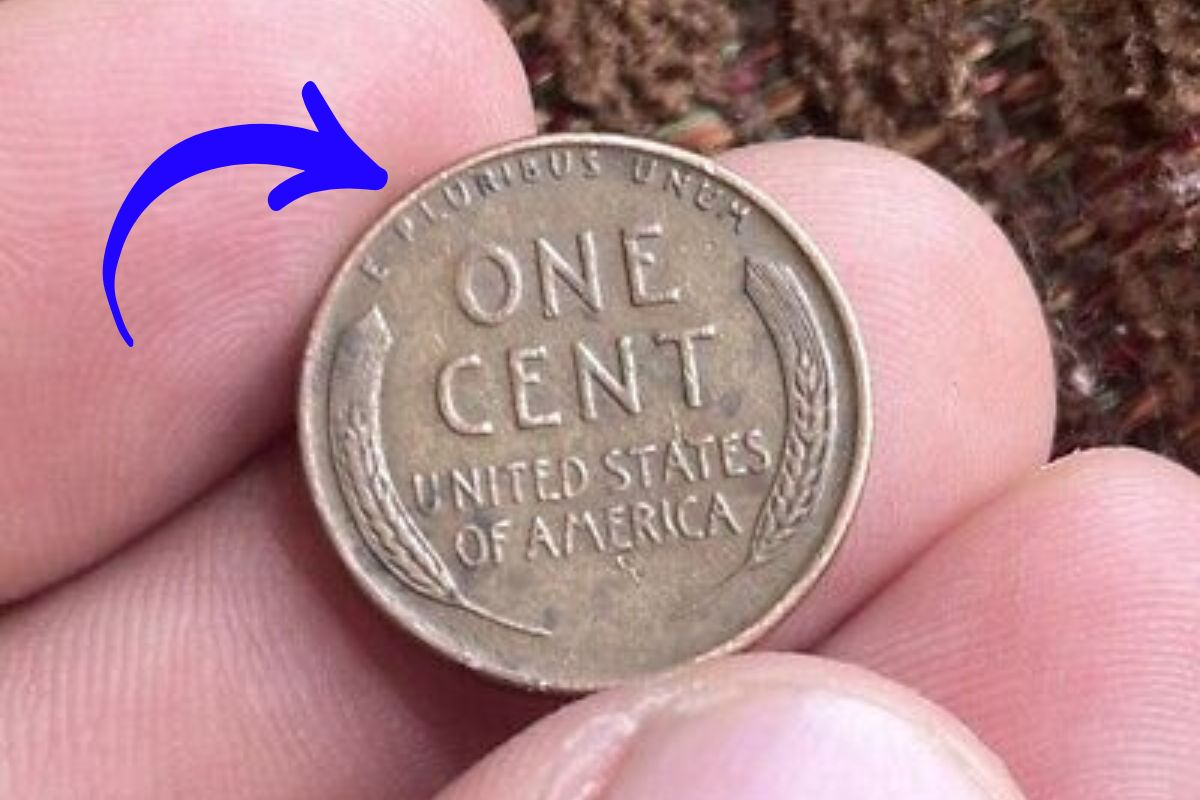 E PLURIBUS UNUM
ONE
CENT
UNITED STATES
OF AMERICA